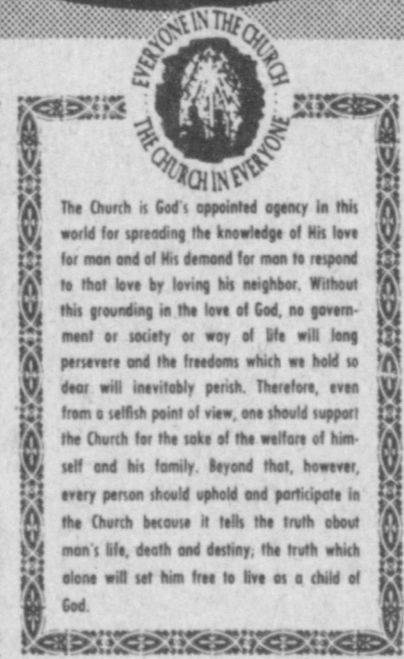 EVERYONE IN THE CHURCH
THE CHURCH IN EVERYONE
The Church is God's appointed agency in this
world for spreading the knowledge of His love
for man and of His demand for man to respond
to that love by loving his neighbor. Without
this grounding in the love of God, no govern-
ment or society or way of life will long
persevere and the freedoms which we hold so
dear will inevitably perish. Therefore, even
from a selfish point of view, one should support
the Church for the sake of the welfare of him-
self and his family. Beyond that, however,
every person should uphold and participate in
the Church because it tells the truth about
man's life, death and destiny; the truth which
alone will set him free to live as a child of
God.